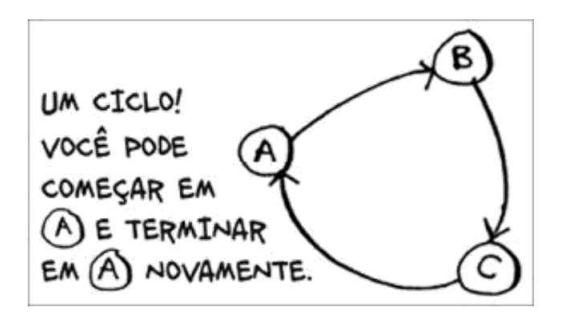 UM CICLO!
VOCÊ PODE
COMEÇAR EM
A E TERMINAR
EM A NOVAMENTE.
A
B
C